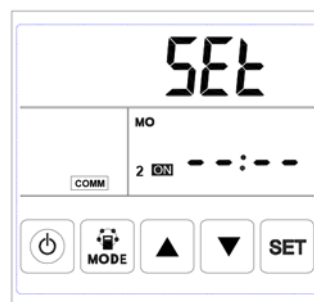 SEt
MO
2 ON --:--
COMM
MODE
SET